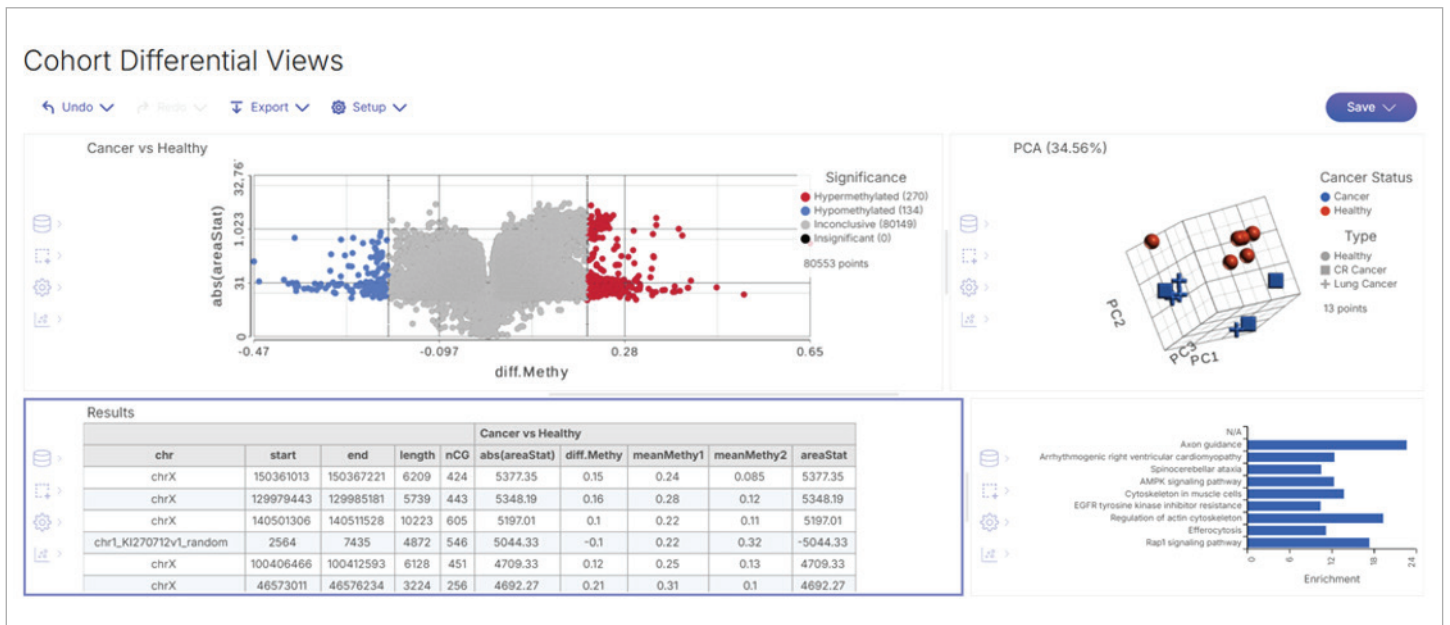 Cohort Differential Views
Undo Redo Export Setup Save
Cancer vs Healthy
abs(areaStat)
32,76
1,023
31
0
-0.47 -0.097 0.28 0.65
diff.Methy
Significance
Hypermethylated (270)
Hypomethylated (134)
Inconclusive (80149)
Insignificant (0)
80553 points
PCA (34.56%)
PC2
PC3
PC1
Cancer Status
Cancer
Healthy
Type
Healthy
CR Cancer
Lung Cancer
13 points
Results
Cancer vs Healthy
chr start end length nCG abs(areaStat) diff.Methy meanMethy1 meanMethy2 areaStat
chrX 150361013 150367221 6209 424 5377.35 0.15 0.24 0.085 5377.35
chrX 129979443 129985181 5739 443 5348.19 0.16 0.28 0.12 5348.19
chrX 140501306 140511528 10223 605 5197.01 0.1 0.22 0.11 5197.01
chr1_KI270712v1_random 2564 7435 4872 546 5044.33 -0.1 0.22 0.32 -5044.33
chrX 100406466 100412593 6128 451 4709.33 0.12 0.25 0.13 4709.33
chrX 46573011 46576234 3224 256 4692.27 0.21 0.31 0.1 4692.27
N/A
Axon guidance
Arrhythmogenic right ventricular cardiomyopathy
Spinocerebellar ataxia
AMPK signaling pathway
Cytoskeleton in muscle cells
EGFR tyrosine kinase inhibitor resistance
Regulation of actin cytoskeleton
Efferocytosis
Rap1 signaling pathway
0 6 12 18 24
Enrichment